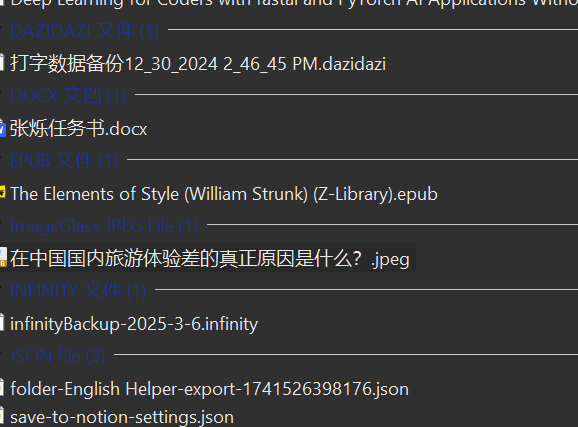 Deep Learning for Coders with fastai and PyTorch AI Applications Witho
DAZIDAZI 文件 (1)
打字数据备份12_30_2024 2_46_45 PM.dazidazi
DOCX 文档 (1)
张烁任务书.docx
EPUB 文件 (1)
The Elements of Style (William Strunk) (Z-Library).epub
ImageGlass JPEG File (1)
在中国国内旅游体验差的真正原因是什么？.jpeg
INFINITY 文件 (1)
infinityBackup-2025-3-6.infinity
JSON file (3)
folder-English Helper-export-1741526398176.json
save-to-notion-settings.json